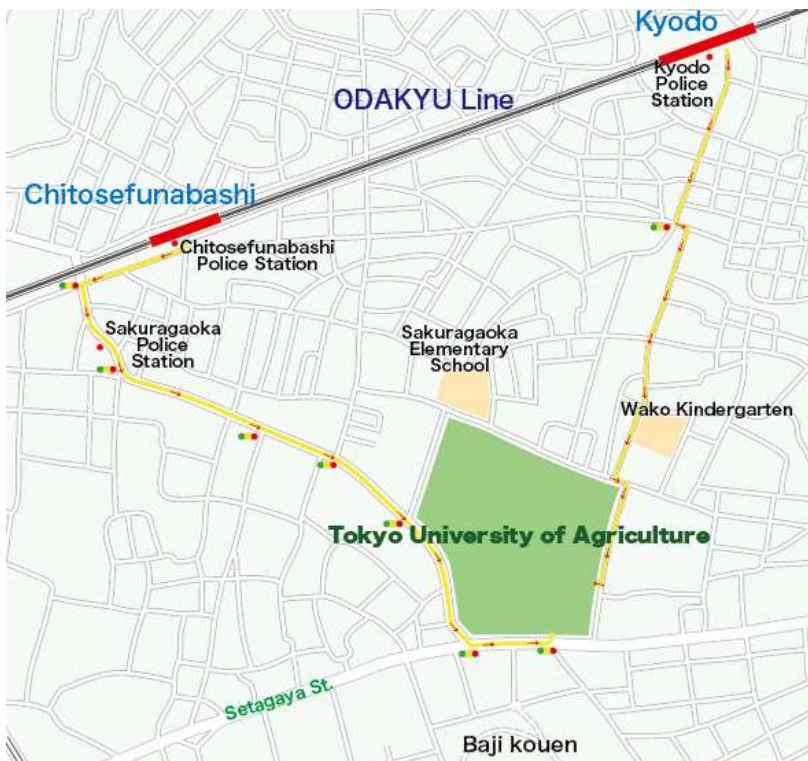 Kyodo
Kyodo
Police
Station
ODAKYU Line
Chitosefunabashi
Chitosefunabashi
Police Station
Sakuragaoka
Police
Station
Sakuragaoka
Elementary
School
Wako Kindergarten
Tokyo University of Agriculture
Setagaya St.
Baji kouen